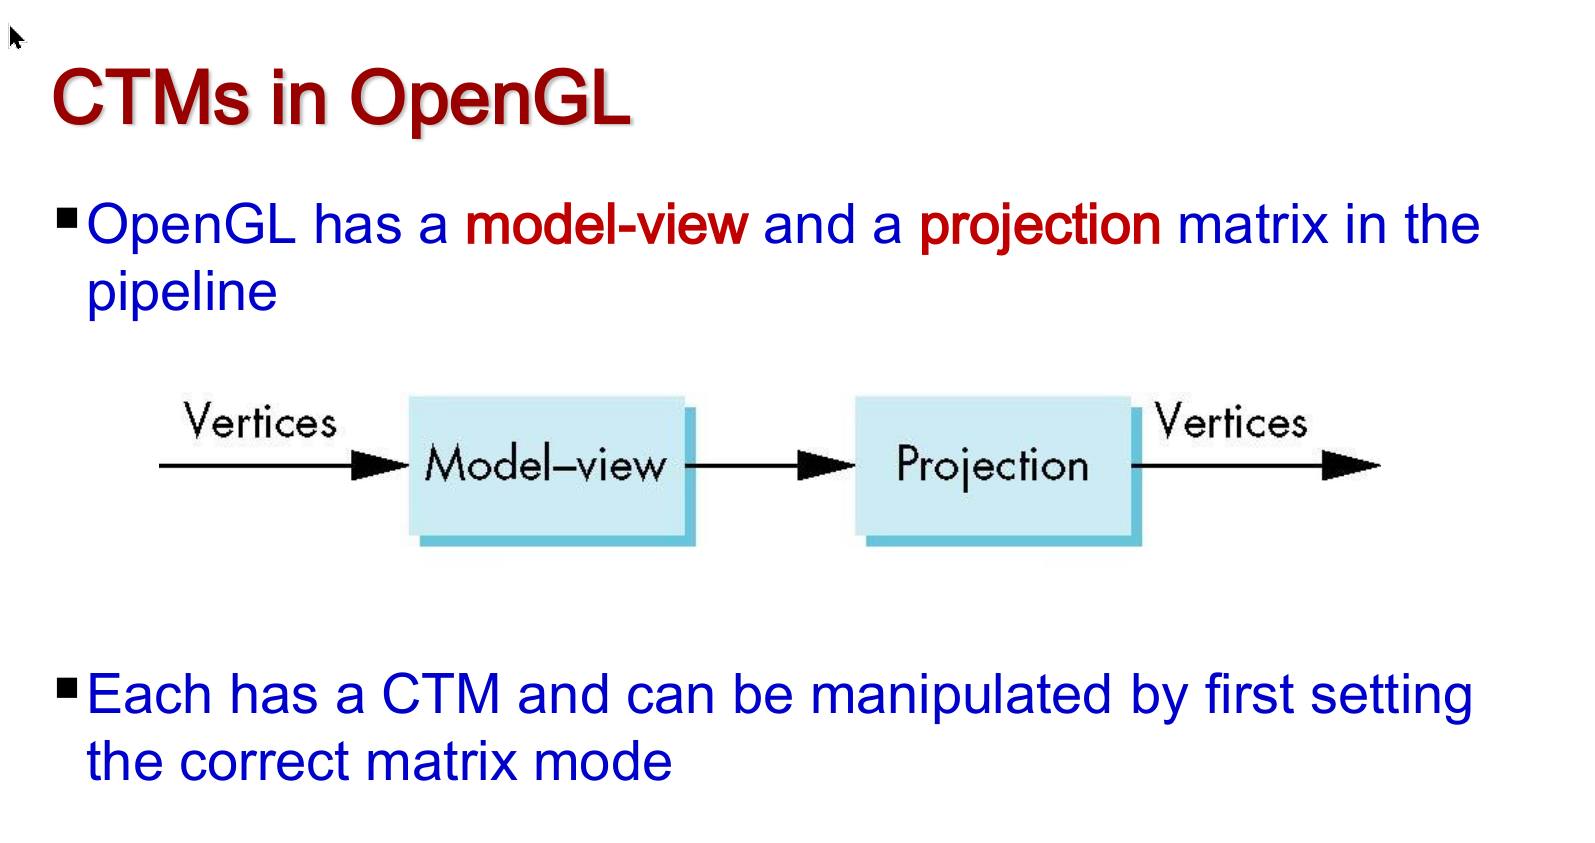 CTMs in OpenGL
OpenGL has a model-view and a projection matrix in the
pipeline
Vertices
Model–view
Projection
Vertices
Each has a CTM and can be manipulated by first setting
the correct matrix mode